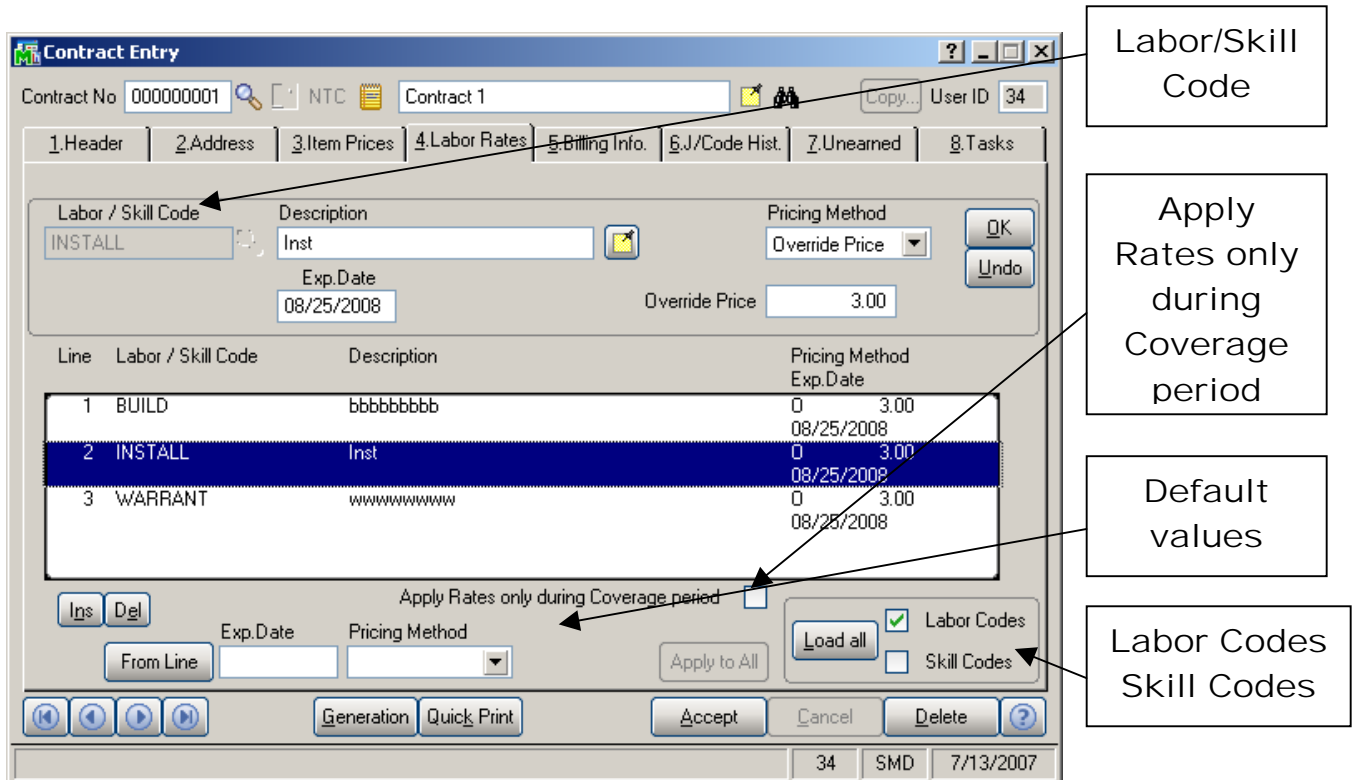 Contract Entry
Contract No 000000001 NTC Contract 1 Copy... User ID 34
1.Header 2.Address 3.Item Prices 4.Labor Rates 5.Billing Info. 6.J/Code Hist. 7.Unearned 8.Tasks
Labor / Skill Code Description Pricing Method
INSTALL Inst Override Price OK
Exp.Date Undo
08/25/2008 Override Price 3.00
Line Labor / Skill Code Description Pricing Method
Exp.Date
1 BUILD bbbbbbbbb O 3.00
08/25/2008
2 INSTALL Inst O 3.00
08/25/2008
3 WARRANT wwwwwwwww O 3.00
08/25/2008
Ins Del Apply Rates only during Coverage period
Exp.Date Pricing Method Load all Labor Codes
From Line Apply to All Skill Codes
Generation Quick Print Accept Cancel Delete
34 SMD 7/13/2007
Labor/Skill
Code
Apply
Rates only
during
Coverage
period
Default
values
Labor Codes
Skill Codes